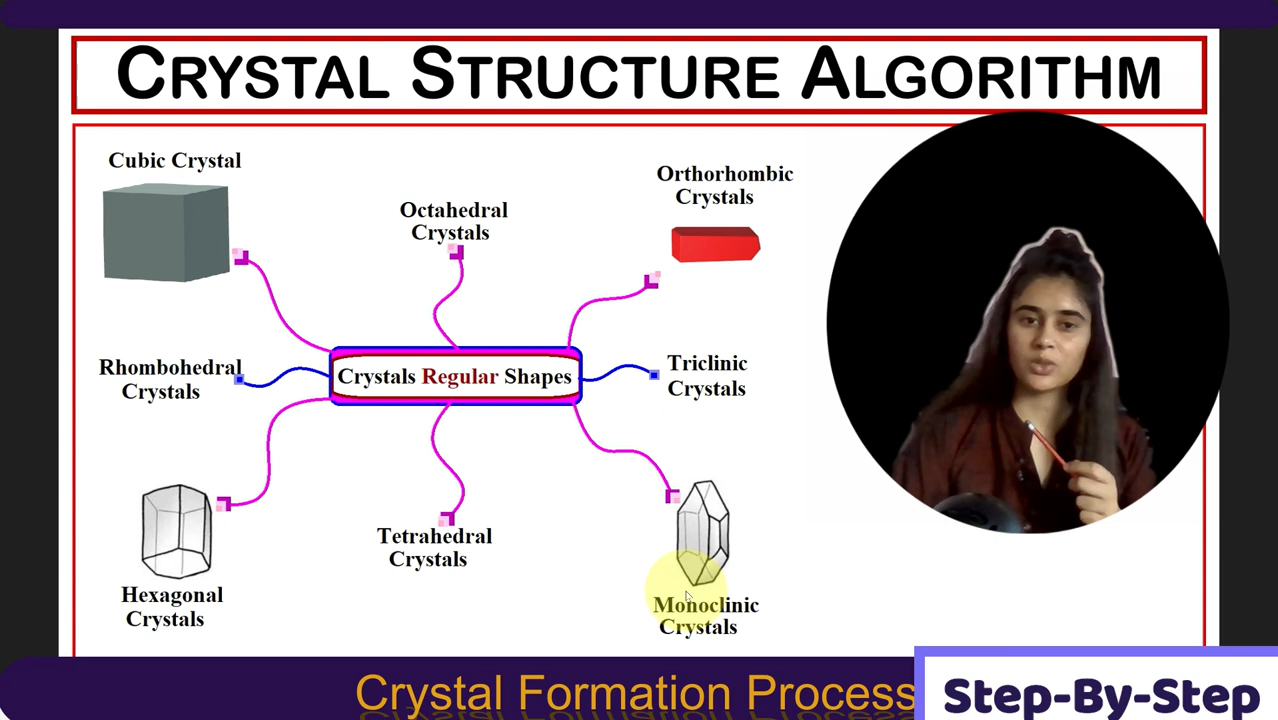 CRYSTAL STRUCTURE ALGORITHM
Cubic Crystal
Octahedral
Crystals
Orthorhombic
Crystals
Rhombohedral
Crystals
Crystals Regular Shapes
Triclinic
Crystals
Hexagonal
Crystals
Tetrahedral
Crystals
Monoclinic
Crystals
Crystal Formation Process
Step-By-Step